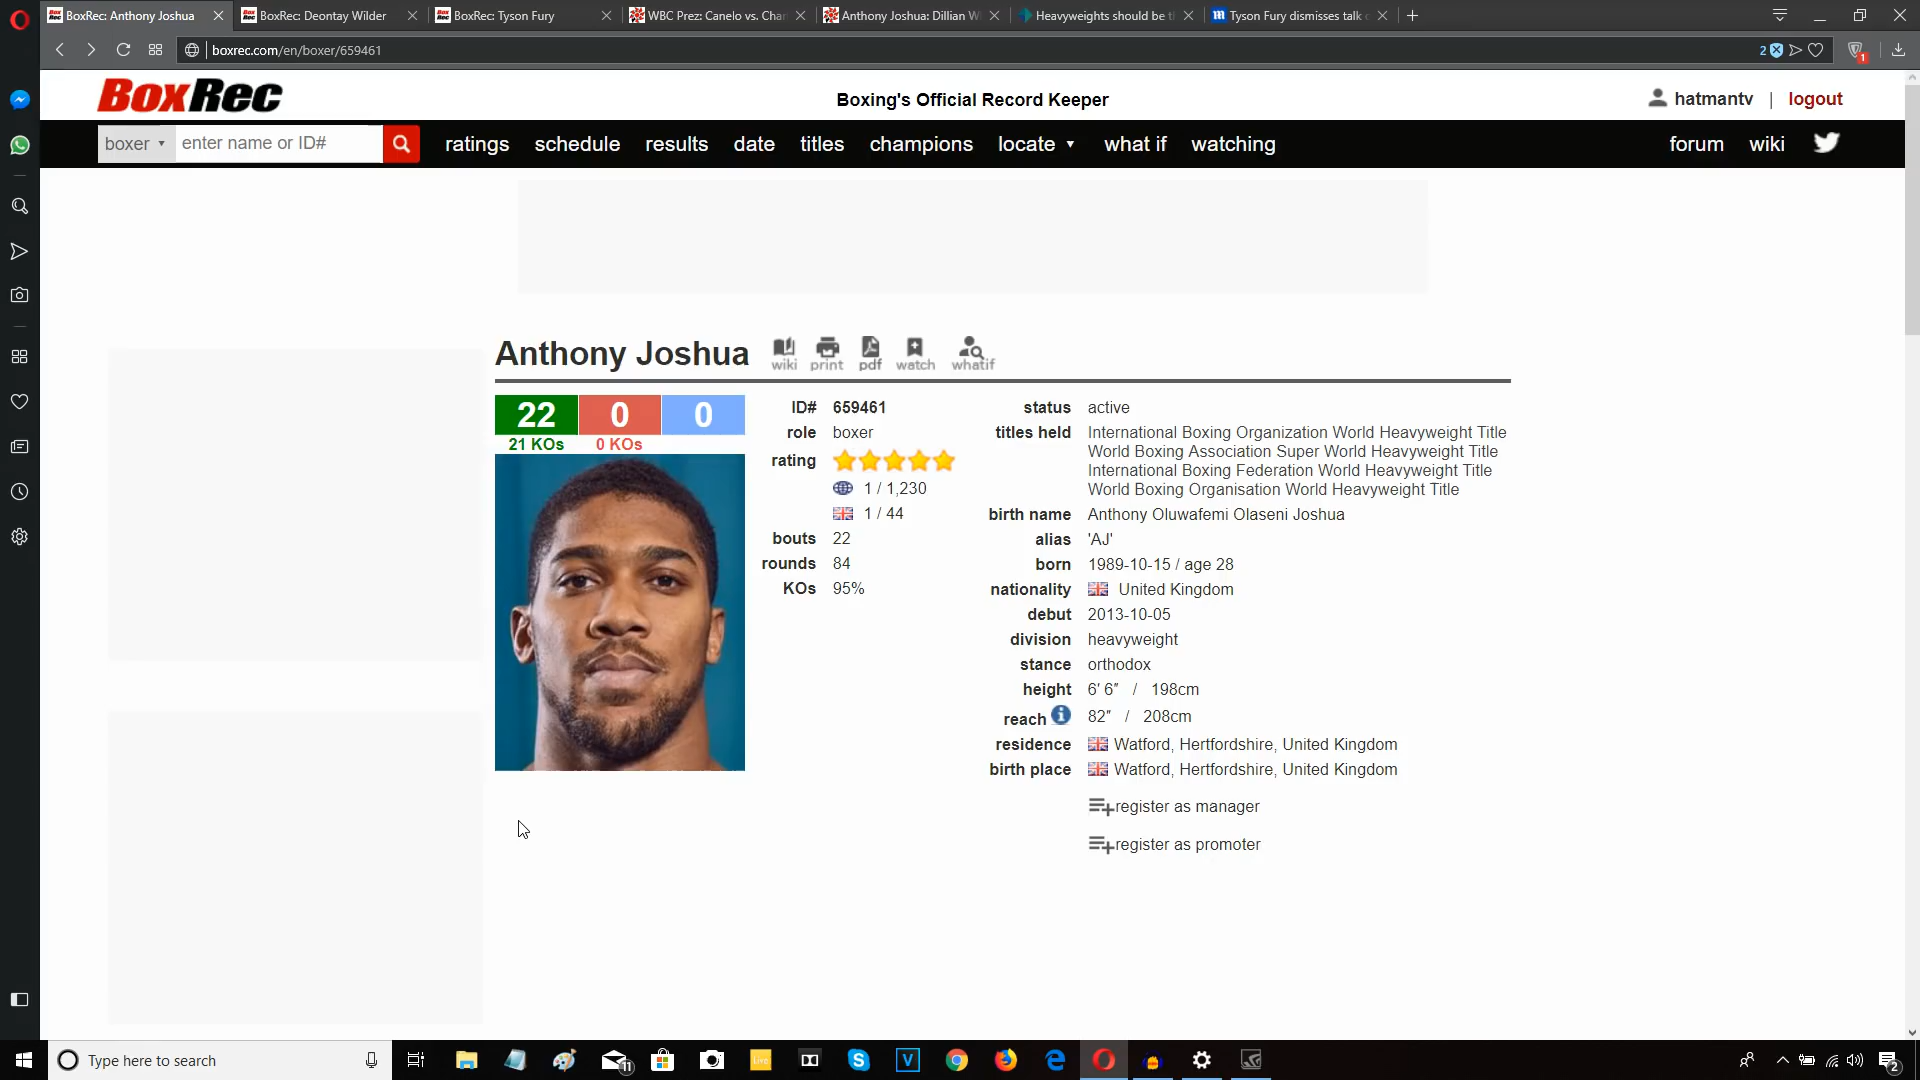 BoxRec: Anthony Joshua
BoxRec: Deontay Wilder
BoxRec: Tyson Fury
WBC Prez: Canelo vs. Char
Anthony Joshua: Dillian W
Heavyweights should be t
Tyson Fury dismisses talk o
boxrec.com/en/boxer/659461
2
1
BoxRec
Boxing's Official Record Keeper
hatmantv | logout
boxer
enter name or ID#
ratings schedule results date titles champions locate what if watching
forum wiki
Anthony Joshua
wiki print pdf watch whatif
22 0 0
21 KOs 0 KOs
ID# 659461
role boxer
rating
1 / 1,230
1 / 44
bouts 22
rounds 84
KOs 95%
status active
titles held International Boxing Organization World Heavyweight Title
World Boxing Association Super World Heavyweight Title
International Boxing Federation World Heavyweight Title
World Boxing Organisation World Heavyweight Title
birth name Anthony Oluwafemi Olaseni Joshua
alias 'AJ'
born 1989-10-15 / age 28
nationality United Kingdom
debut 2013-10-05
division heavyweight
stance orthodox
height 6′ 6″ / 198cm
reach 82″ / 208cm
residence Watford, Hertfordshire, United Kingdom
birth place Watford, Hertfordshire, United Kingdom
register as manager
register as promoter
Type here to search
11
2